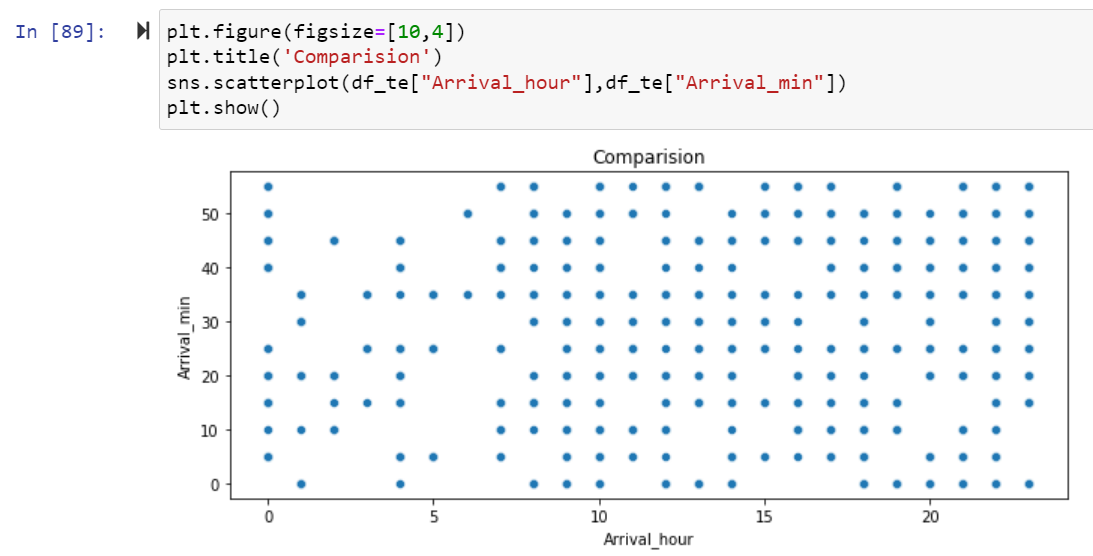 In [89]:
plt.figure(figsize=[10,4])
plt.title('Comparision')
sns.scatterplot(df_te["Arrival_hour"],df_te["Arrival_min"])
plt.show()
Comparision
50
40
30
20
10
0
Arrival_min
0 5 10 15 20
Arrival_hour